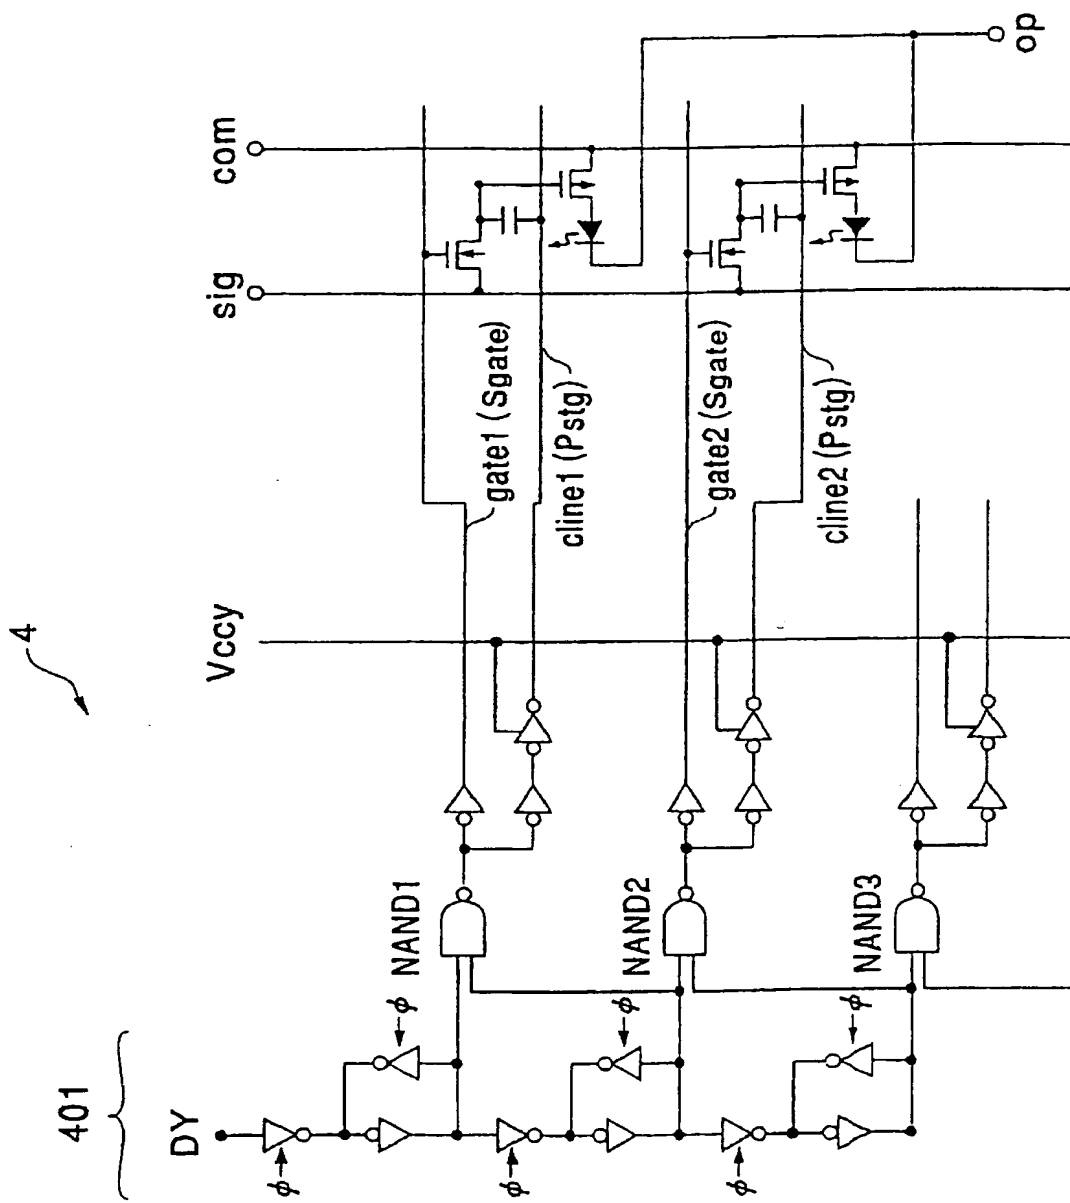 4
401
DY
Vccy
sig
com
op
ϕ
ϕ
NAND1
gate1 (Sgate)
cline1 (Pstg)
ϕ
ϕ
NAND2
gate2 (Sgate)
cline2 (Pstg)
ϕ
ϕ
NAND3